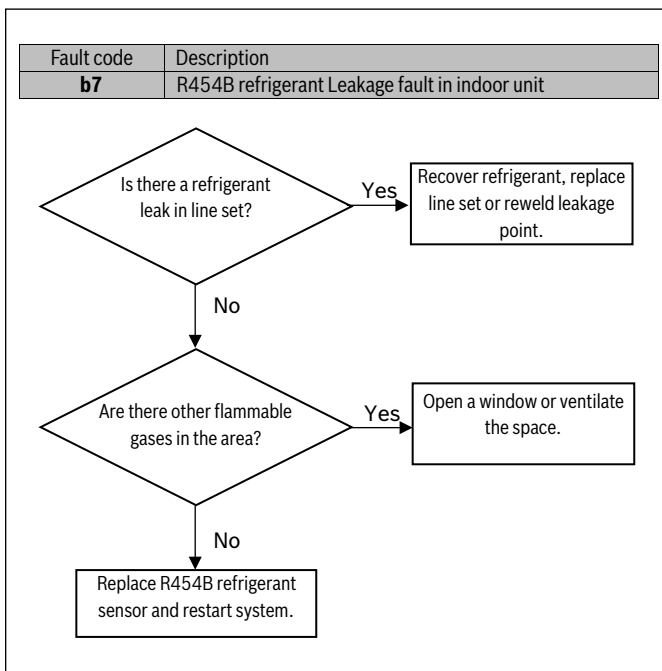 Fault code Description
b7 R454B refrigerant Leakage fault in indoor unit
Is there a refrigerant
leak in line set?
Yes
Recover refrigerant, replace
line set or reweld leakage
point.
No
Are there other flammable
gases in the area?
Yes
Open a window or ventilate
the space.
No
Replace R454B refrigerant
sensor and restart system.